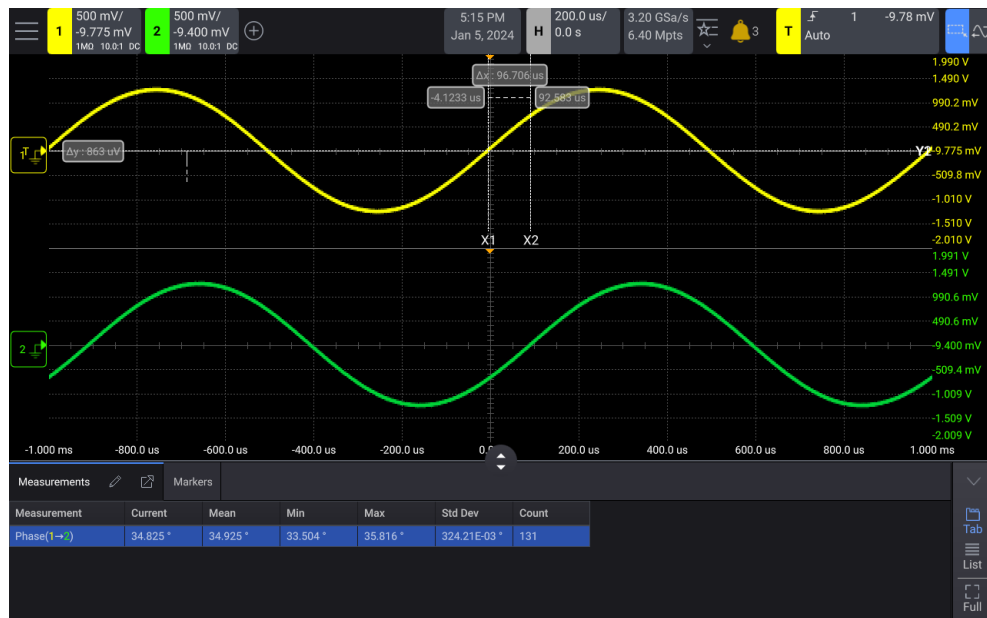 1
500 mV/
-9.775 mV
1MΩ 10.0:1 DC
2
500 mV/
-9.400 mV
1MΩ 10.0:1 DC
5:15 PM
Jan 5, 2024
H
200.0 us/
0.0 s
3.20 GSa/s
6.40 Mpts
3
T
1
-9.78 mV
Auto
1.990 V
Δx : 96.706 us
1.490 V
-4.1233 us
92.583 us
990.2 mV
490.2 mV
1T
Δy : 863 uV
Y2
-9.775 mV
-509.8 mV
-1.010 V
-1.510 V
X1
X2
-2.010 V
1.991 V
1.491 V
990.6 mV
490.6 mV
2
-9.400 mV
-509.4 mV
-1.009 V
-1.509 V
-2.009 V
-1.000 ms
-800.0 us
-600.0 us
-400.0 us
-200.0 us
200.0 us
400.0 us
600.0 us
800.0 us
1.000 ms
Measurements
Markers
Measurement Current Mean Min Max Std Dev Count
Phase(1→2) 34.825 ° 34.925 ° 33.504 ° 35.816 ° 324.21E-03 ° 131
Tab
List
Full